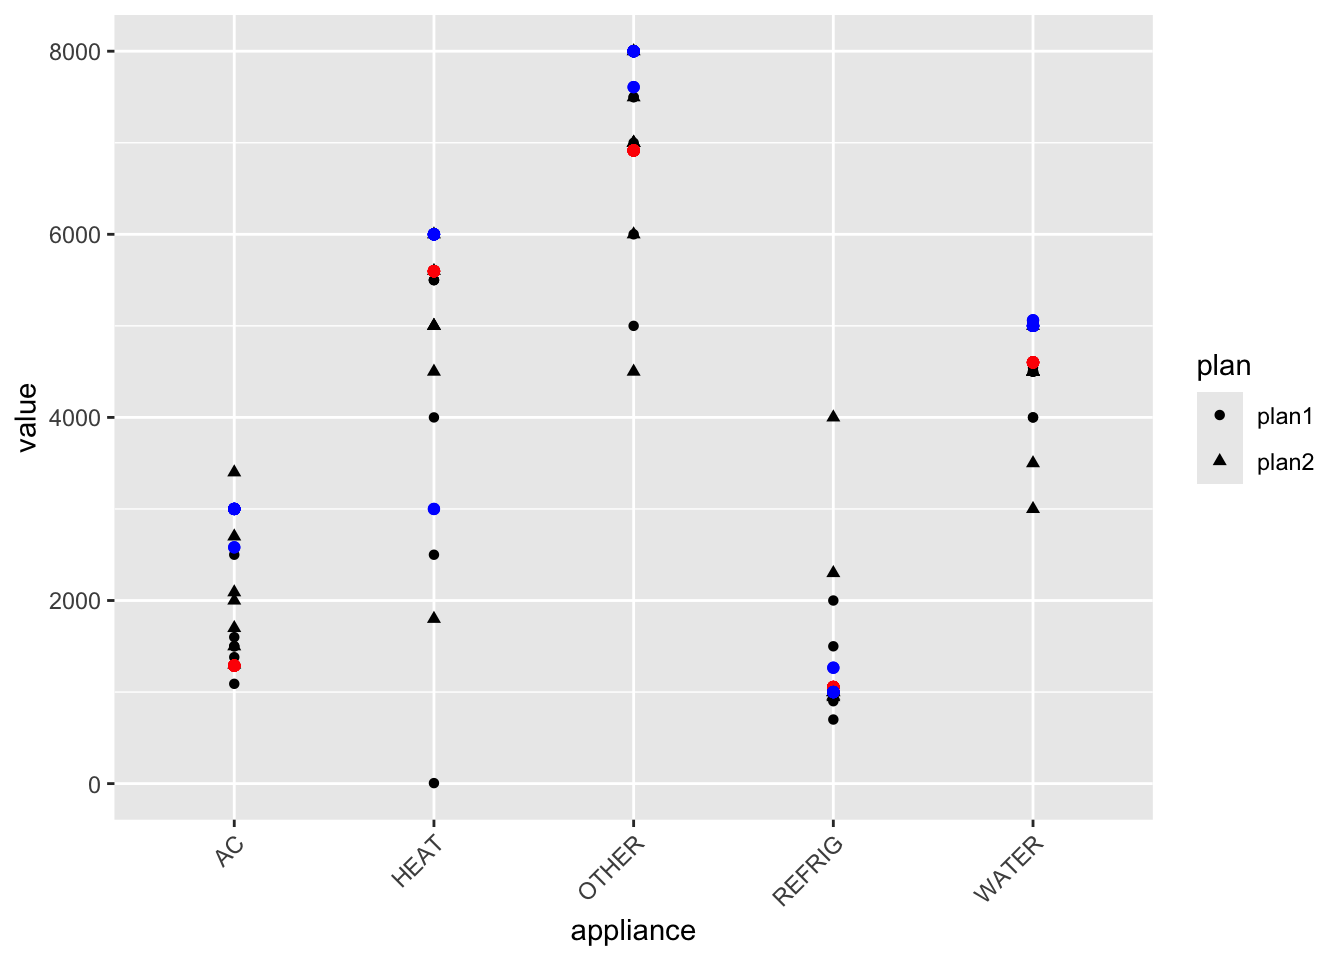 8000
6000
4000
2000
0
value
AC
HEAT
OTHER
REFRIG
WATER
appliance
plan
plan1
plan2